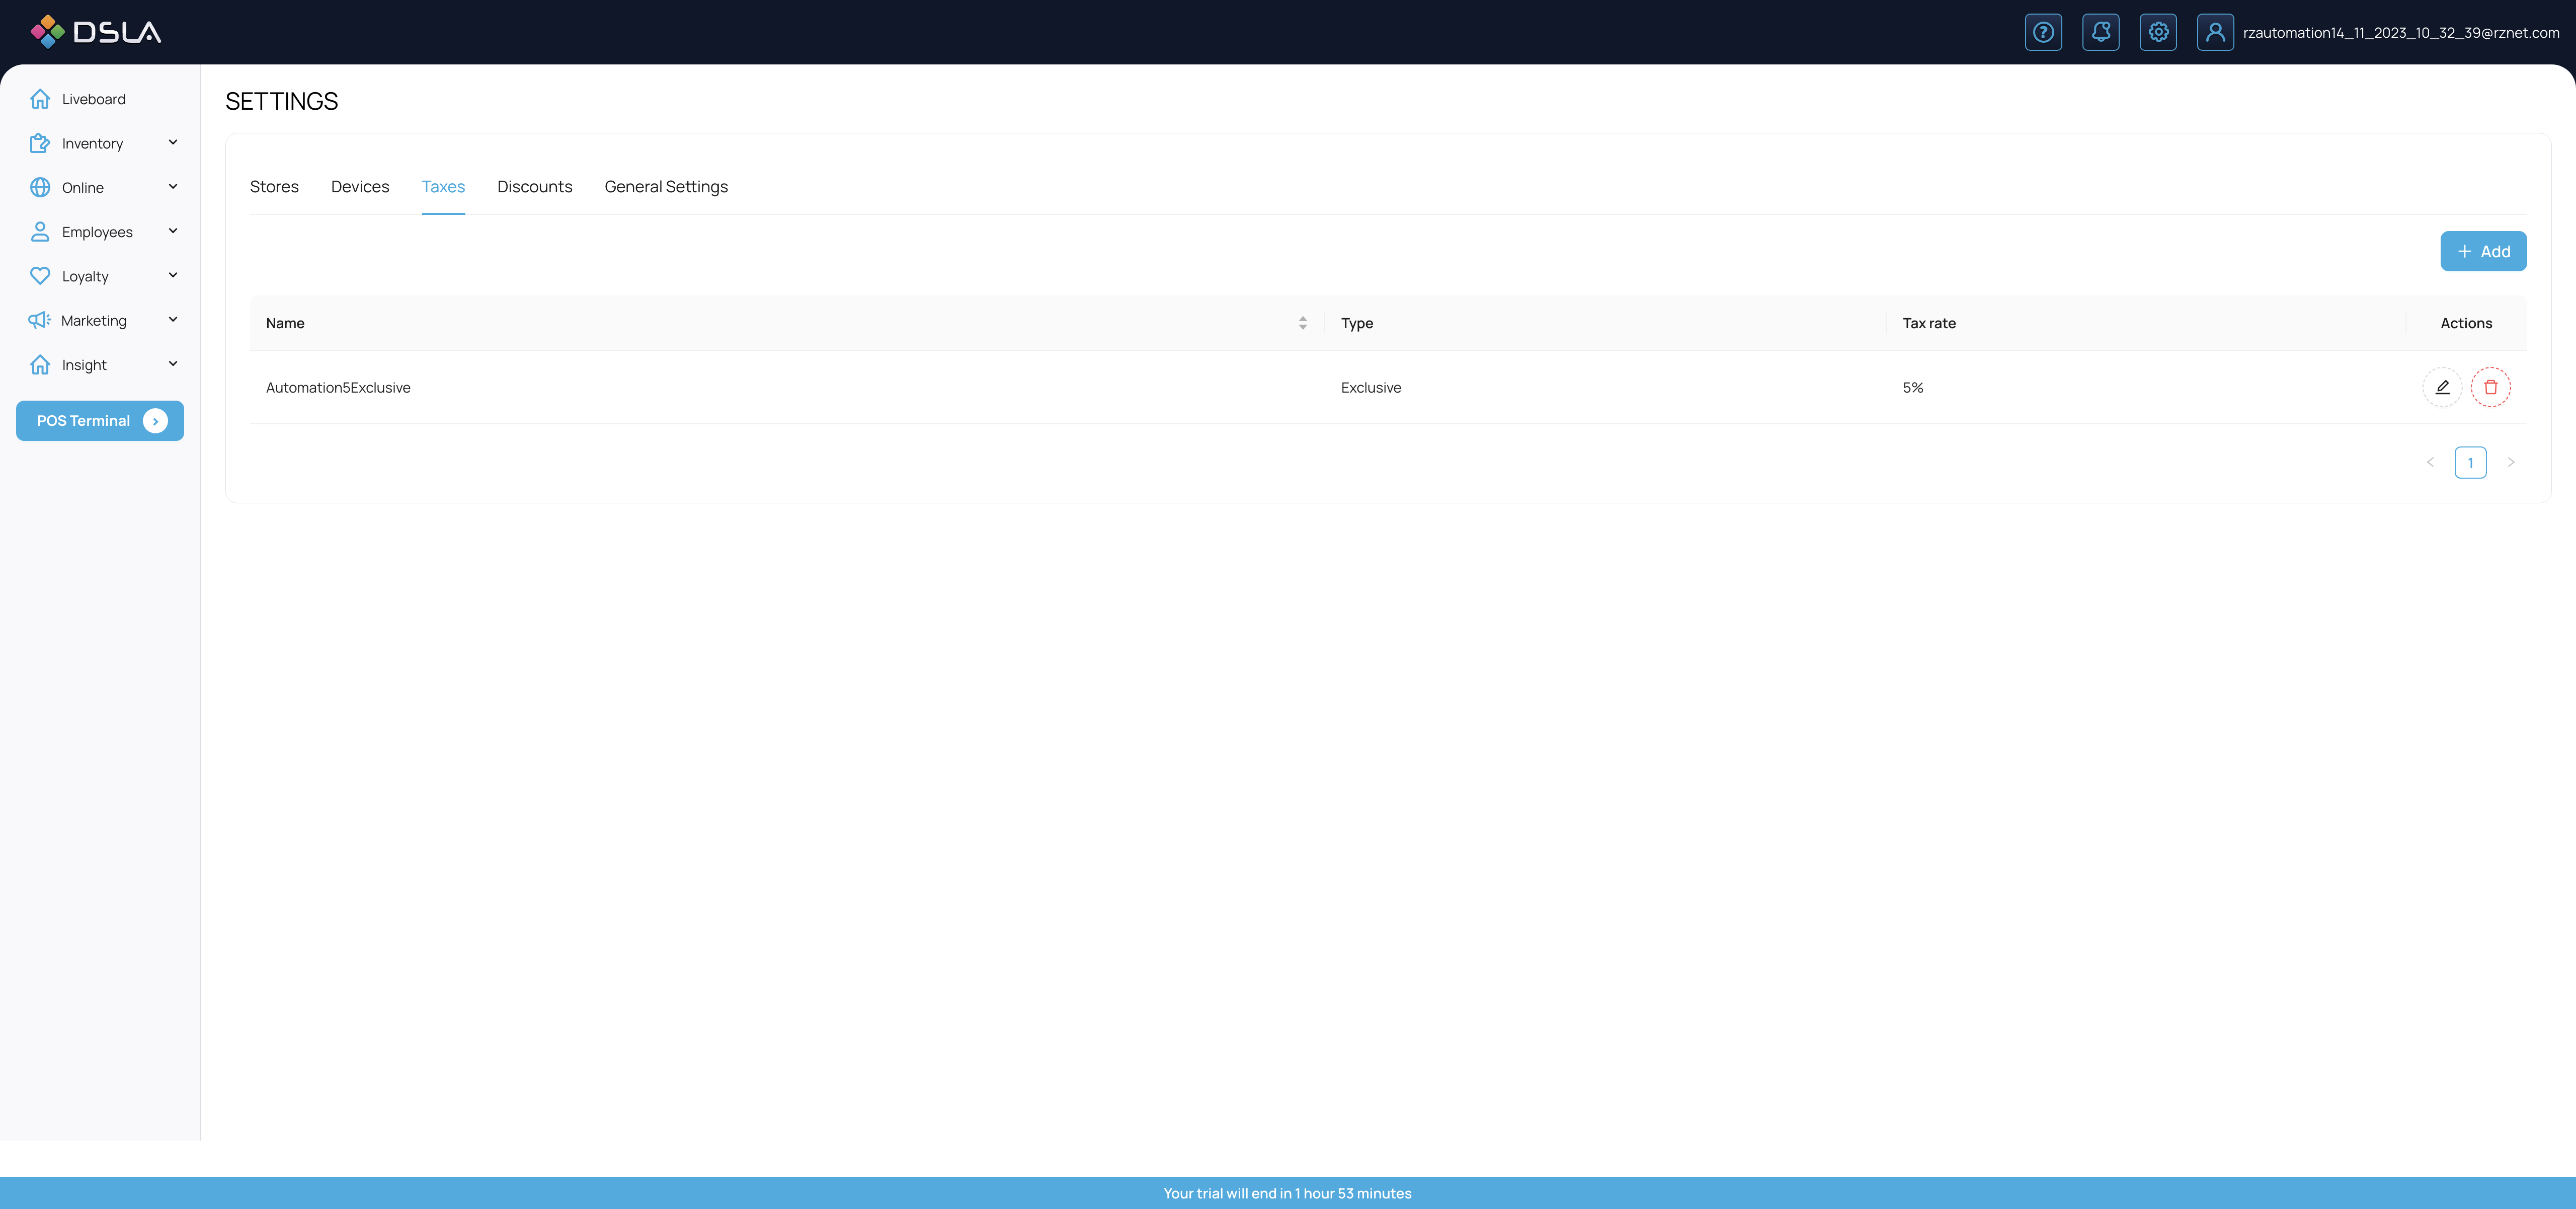 DSLA
rzautomation14_11_2023_10_32_39@rznet.com
Liveboard
Inventory
Online
Employees
Loyalty
Marketing
Insight
POS Terminal
SETTINGS
Stores Devices Taxes Discounts General Settings
Add
Name Type Tax rate Actions
Automation5Exclusive Exclusive 5%
1
Your trial will end in 1 hour 53 minutes